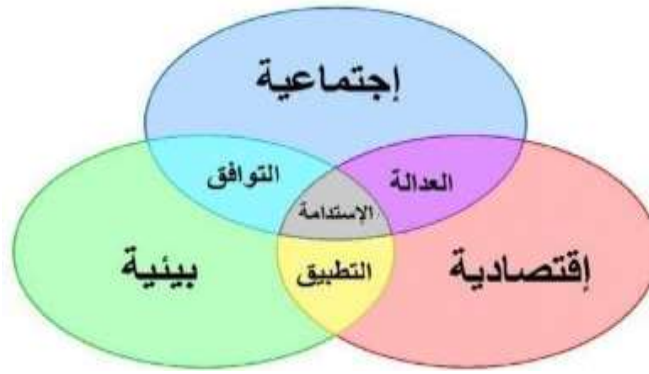 إجتماعية
التوافق
العدالة
الإستدامة
بيئية
التطبيق
إقتصادية